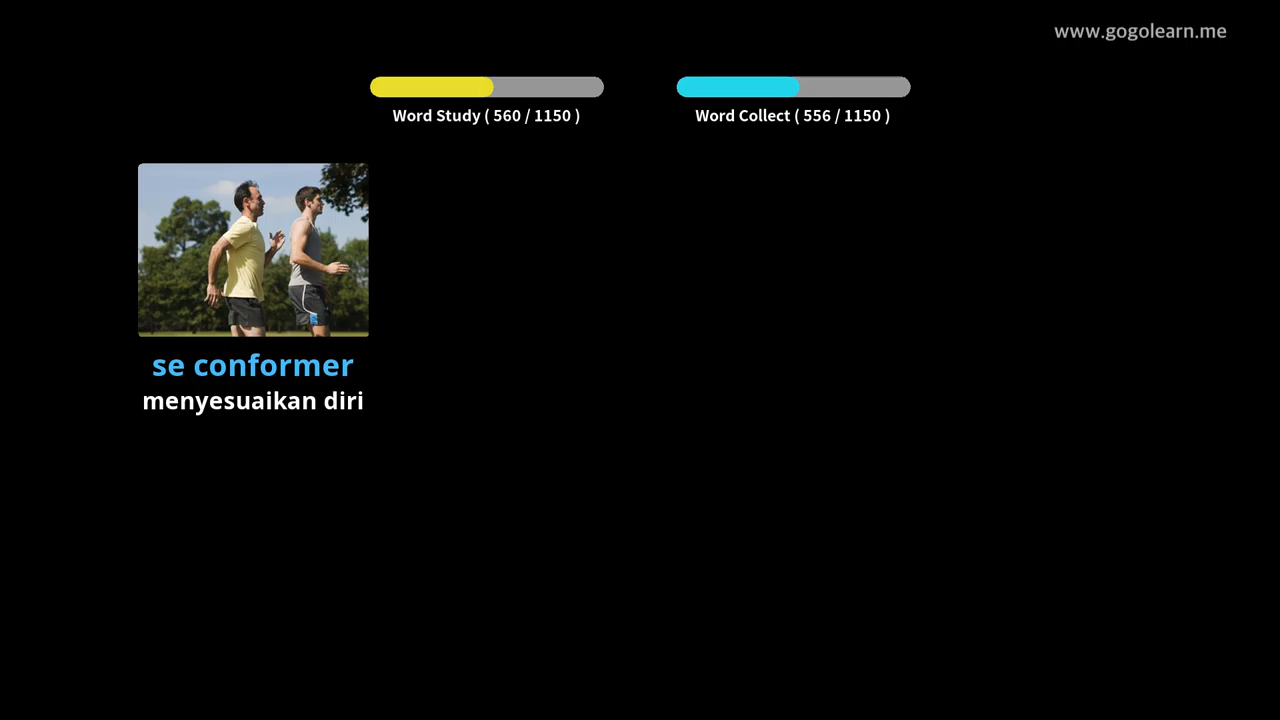 www.gogolearn.me
Word Study ( 560 / 1150 )
Word Collect ( 556 / 1150 )
se conformer
menyesuaikan diri